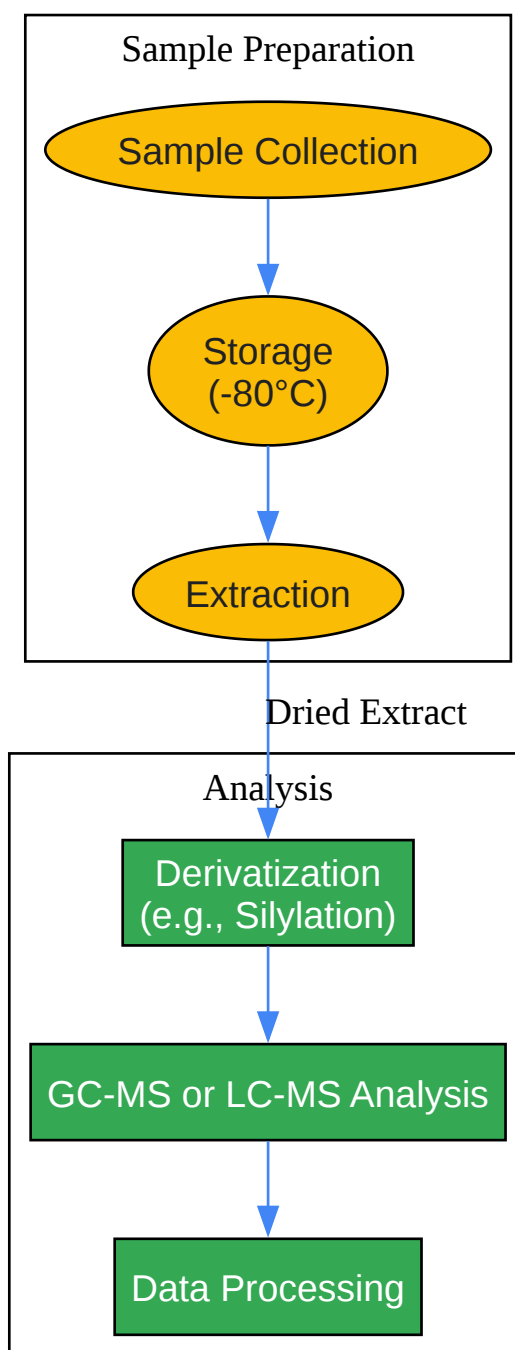 Sample Preparation
Sample Collection
Storage
(-80°C)
Extraction
Dried Extract
Analysis
Derivatization
(e.g., Silylation)
GC-MS or LC-MS Analysis
Data Processing